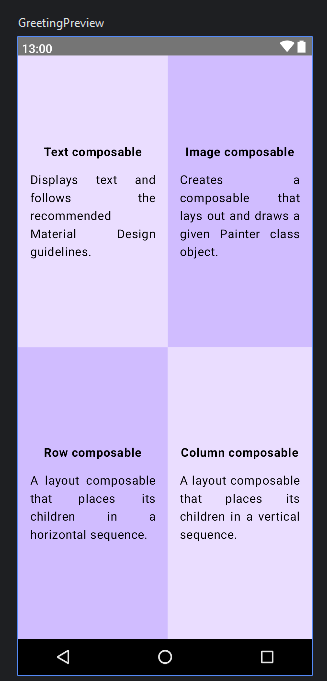 GreetingPreview
13:00
Text composable
Displays text and
follows the
recommended
Material Design
guidelines.
Image composable
Creates a
composable that
lays out and draws a
given Painter class
object.
Row composable
A layout composable
that places its
children in a
horizontal sequence.
Column composable
A layout composable
that places its
children in a vertical
sequence.